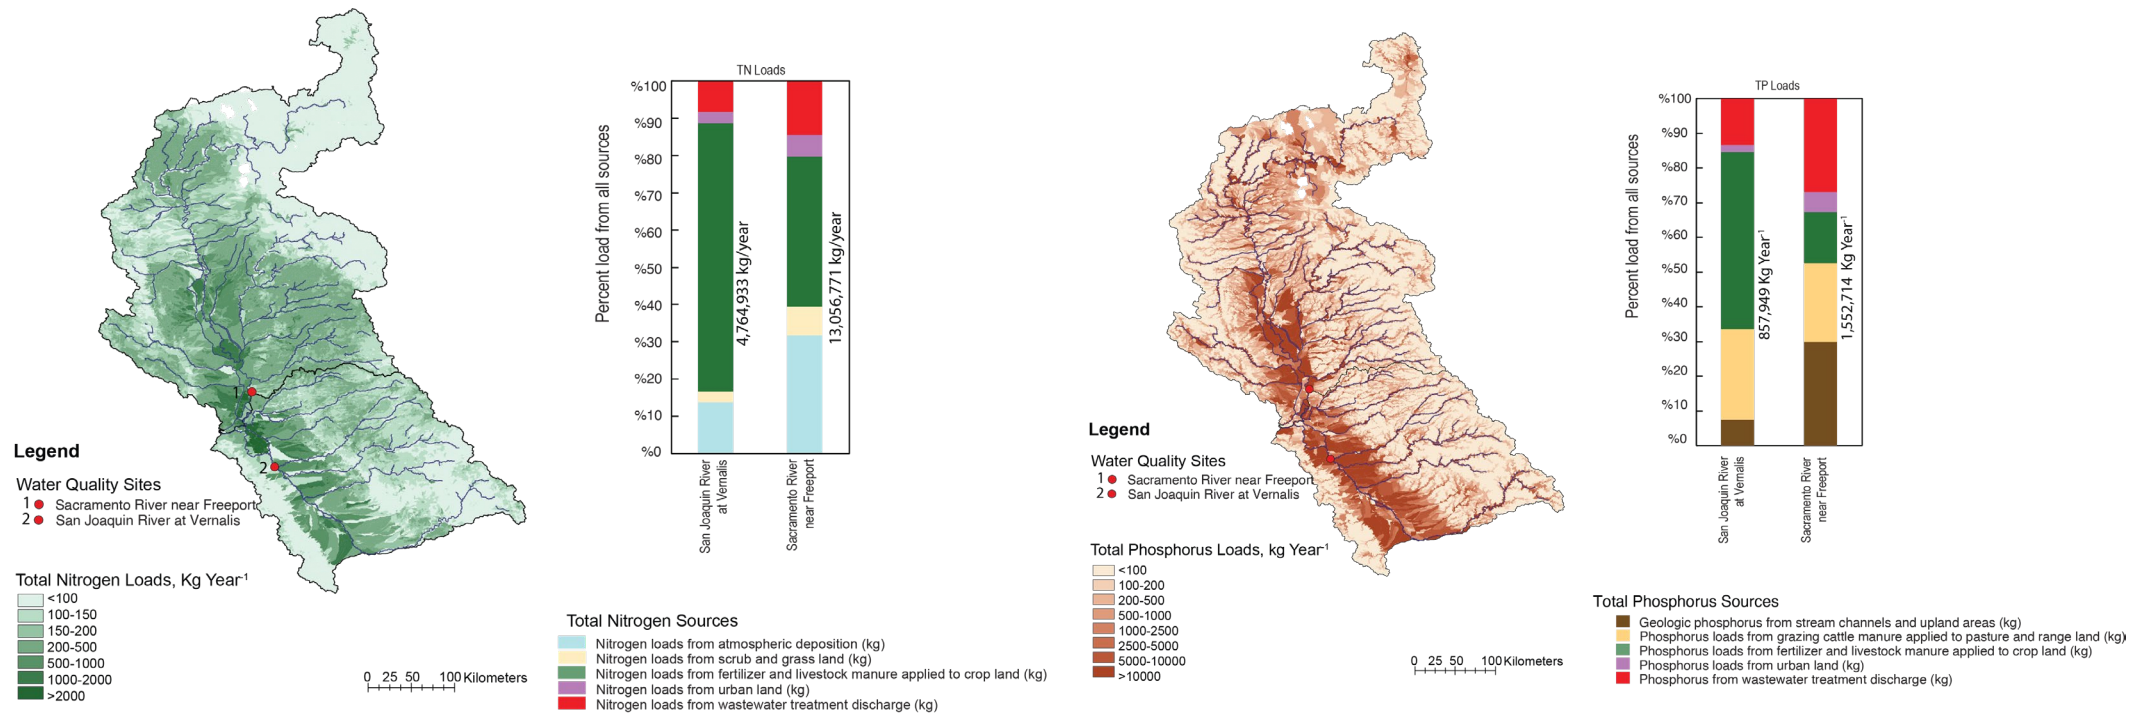 TN Loads
%100
%90
%80
%70
%60
%50
%40
%30
%20
%10
%0
Percent load from all sources
4,764,933 kg/year
13,056,771 kg/year
San Joaquin River
at Vernalis
Sacramento River
near Freeport
1
2
Legend
Water Quality Sites
1 Sacramento River near Freeport
2 San Joaquin River at Vernalis
Total Nitrogen Loads, Kg Year-1
<100
100-150
150-200
200-500
500-1000
1000-2000
>2000
0 25 50 100 Kilometers
Total Nitrogen Sources
Nitrogen loads from atmospheric deposition (kg)
Nitrogen loads from scrub and grass land (kg)
Nitrogen loads from fertilizer and livestock manure applied to crop land (kg)
Nitrogen loads from urban land (kg)
Nitrogen loads from wastewater treatment discharge (kg)
TP Loads
%100
%90
%80
%70
%60
%50
%40
%30
%20
%10
%0
Percent load from all sources
857,949 Kg Year-1
1,552,714 Kg Year-1
San Joaquin River
at Vernalis
Sacramento River
near Freeport
Legend
Water Quality Sites
1 Sacramento River near Freeport
2 San Joaquin River at Vernalis
Total Phosphorus Loads, kg Year-1
<100
100-200
200-500
500-1000
1000-2500
2500-5000
5000-10000
>10000
0 25 50 100 Kilometers
Total Phosphorus Sources
Geologic phosphorus from stream channels and upland areas (kg)
Phosphorus loads from grazing cattle manure applied to pasture and range land (kg)
Phosphorus loads from fertilizer and livestock manure applied to crop land (kg)
Phosphorus loads from urban land (kg)
Phosphorus from wastewater treatment discharge (kg)